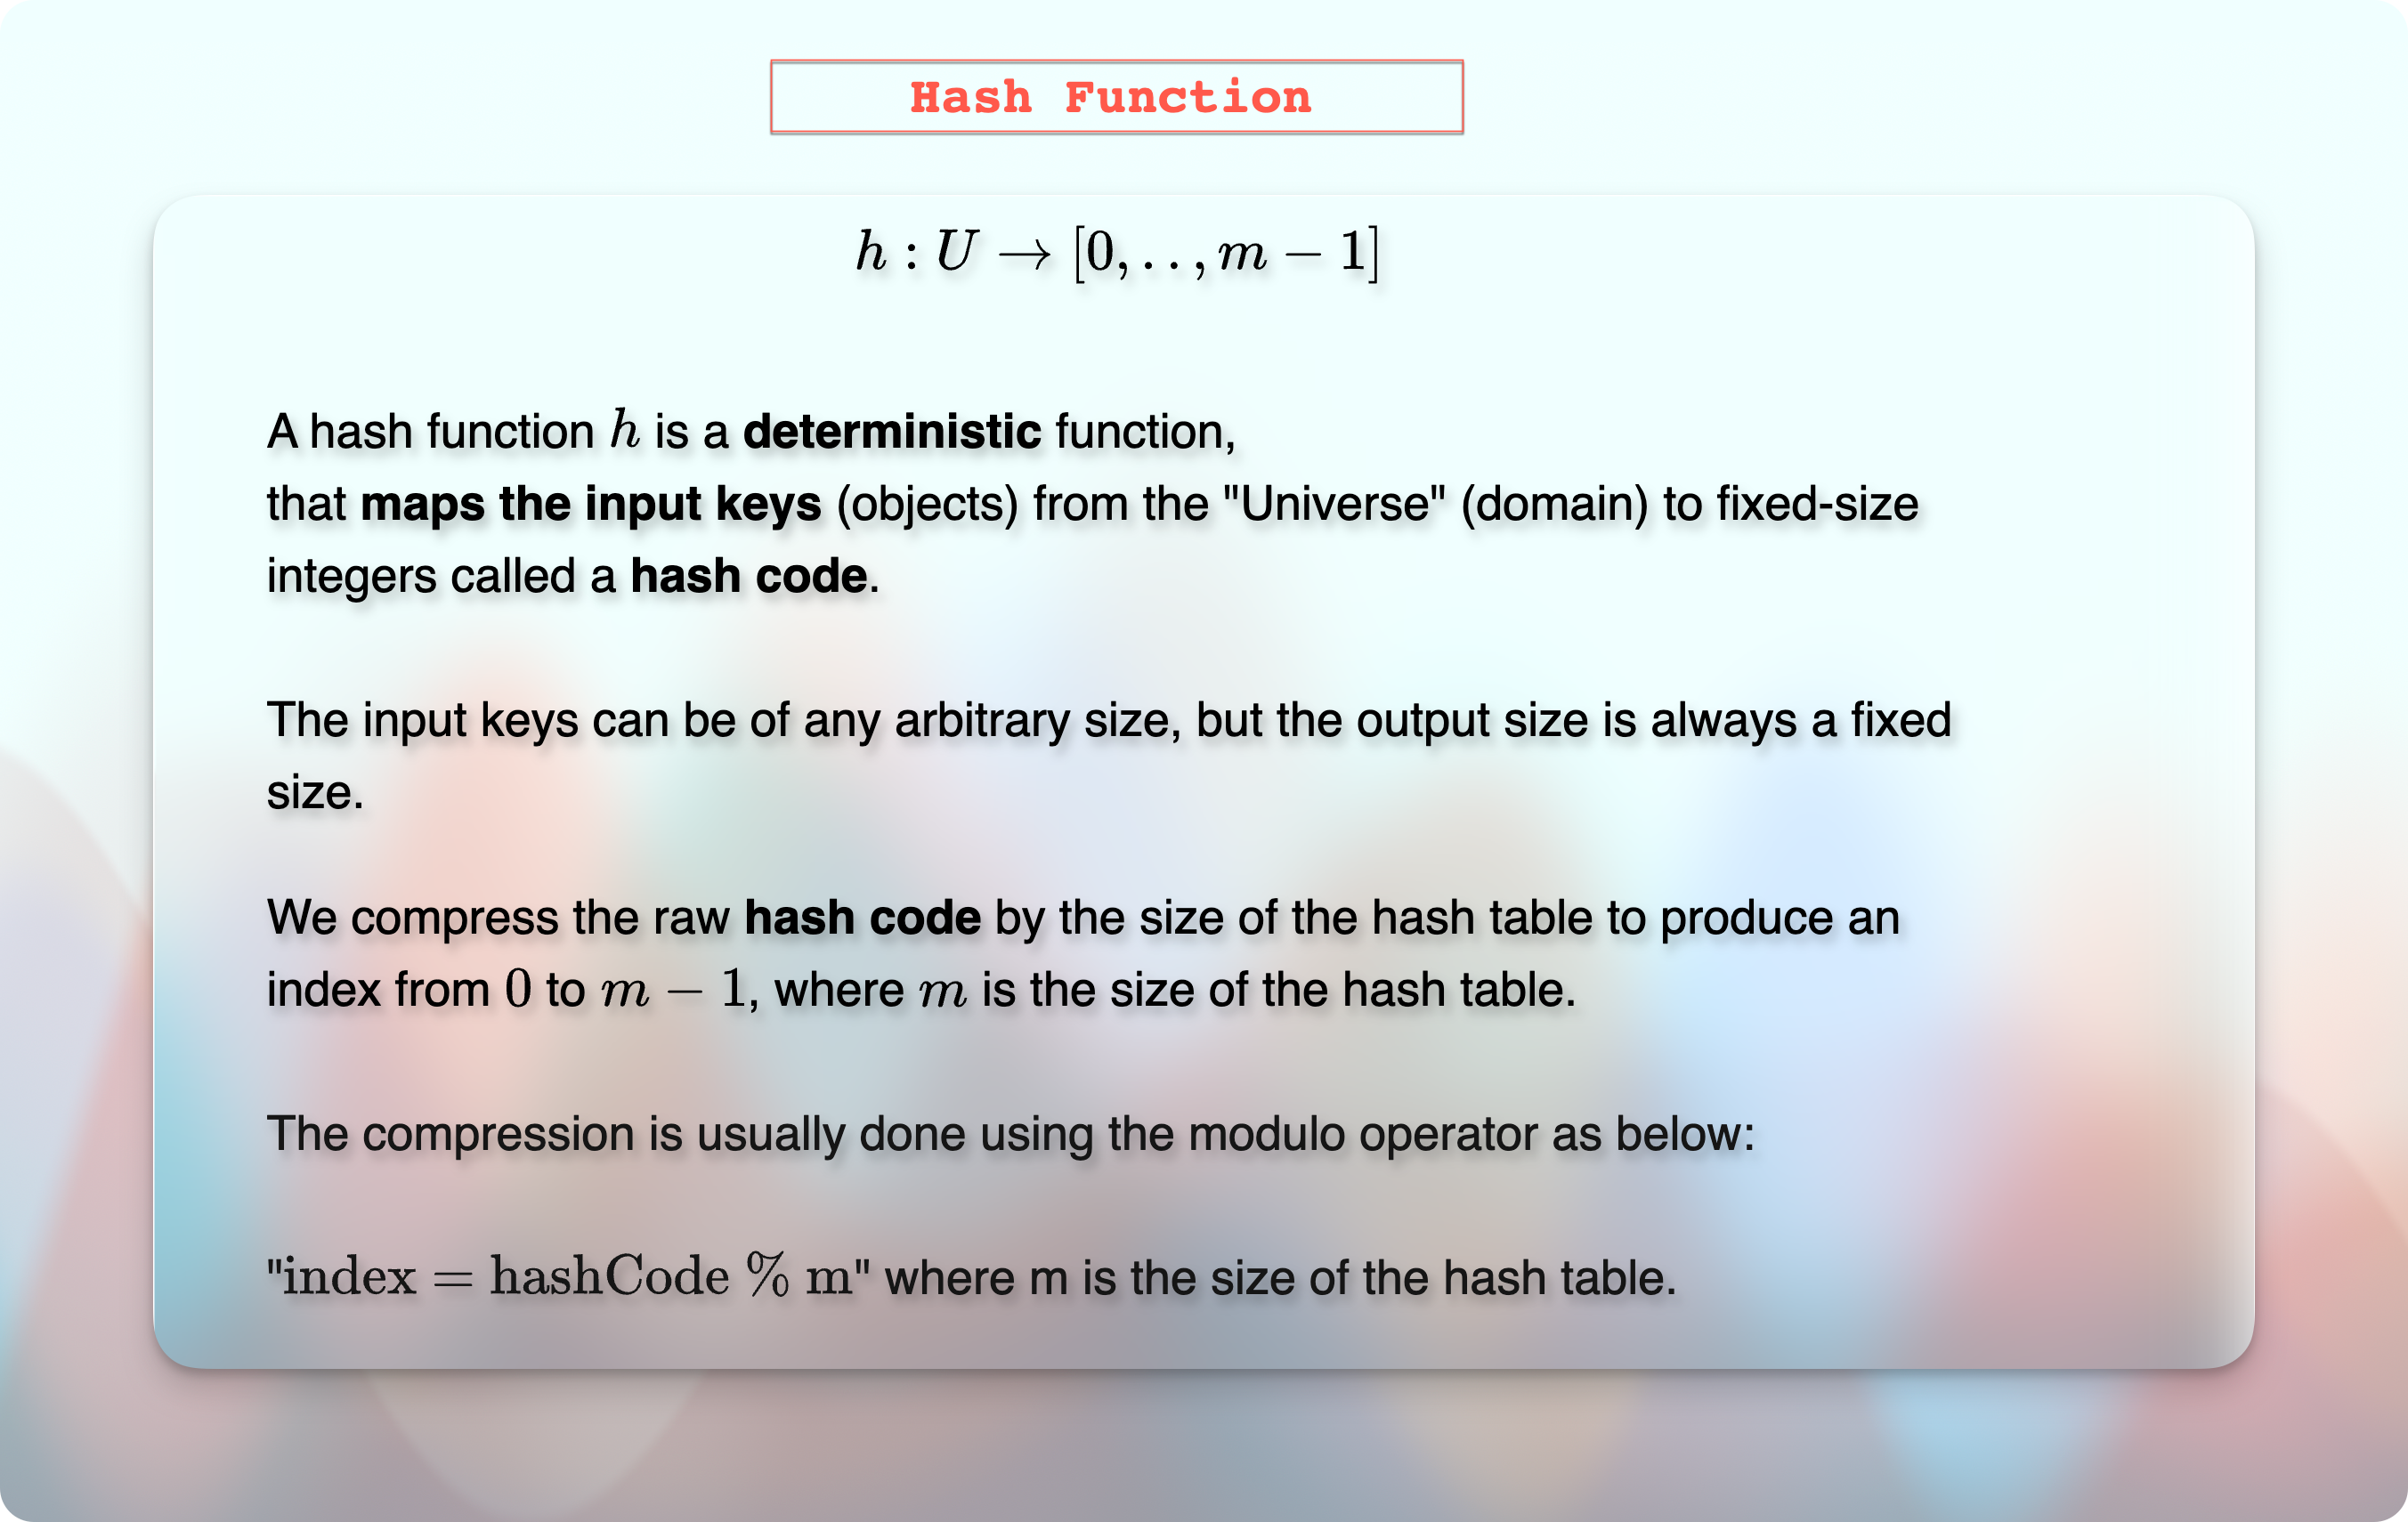 Hash Function
h : U → [0, . . , m − 1]
A hash function h is a deterministic function,
that maps the input keys (objects) from the "Universe" (domain) to fixed-size
integers called a hash code.
The input keys can be of any arbitrary size, but the output size is always a fixed
size.
We compress the raw hash code by the size of the hash table to produce an
index from 0 to m − 1, where m is the size of the hash table.
The compression is usually done using the modulo operator as below:
"index = hashCode % m" where m is the size of the hash table.